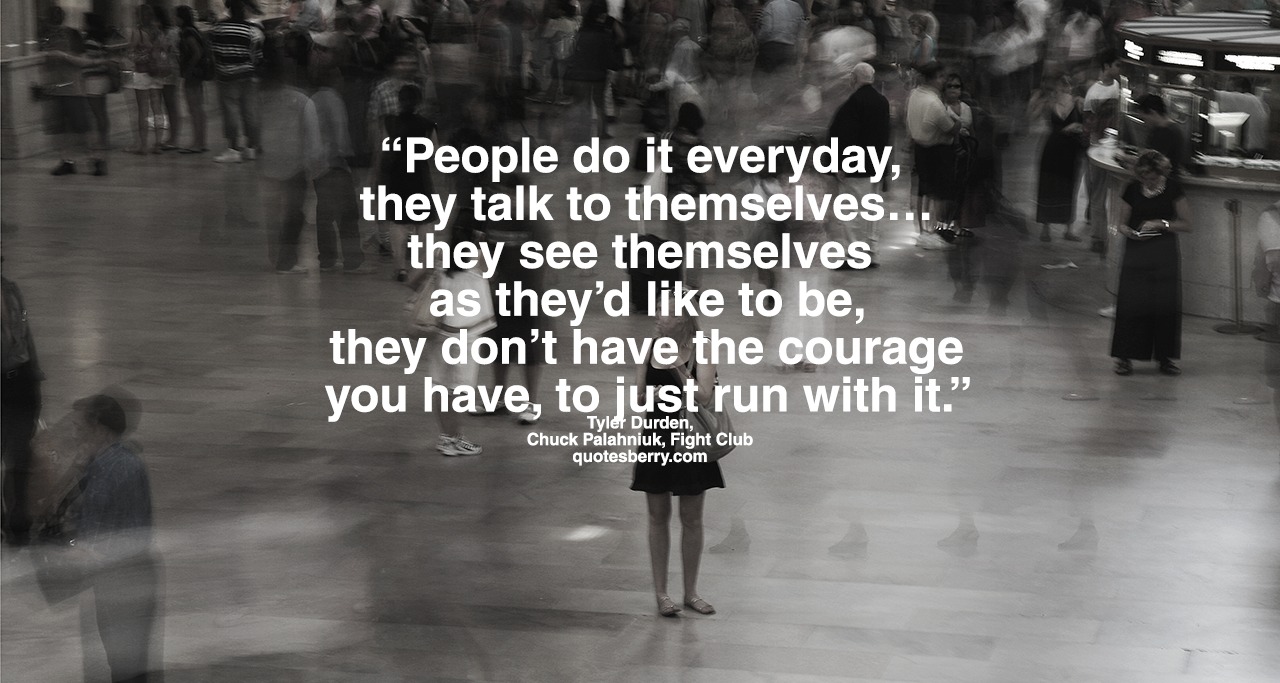 “People do it everyday,
they talk to themselves…
they see themselves
as they’d like to be,
they don’t have the courage
you have, to just run with it.”
Tyler Durden,
Chuck Palahniuk, Fight Club
quotesberry.com